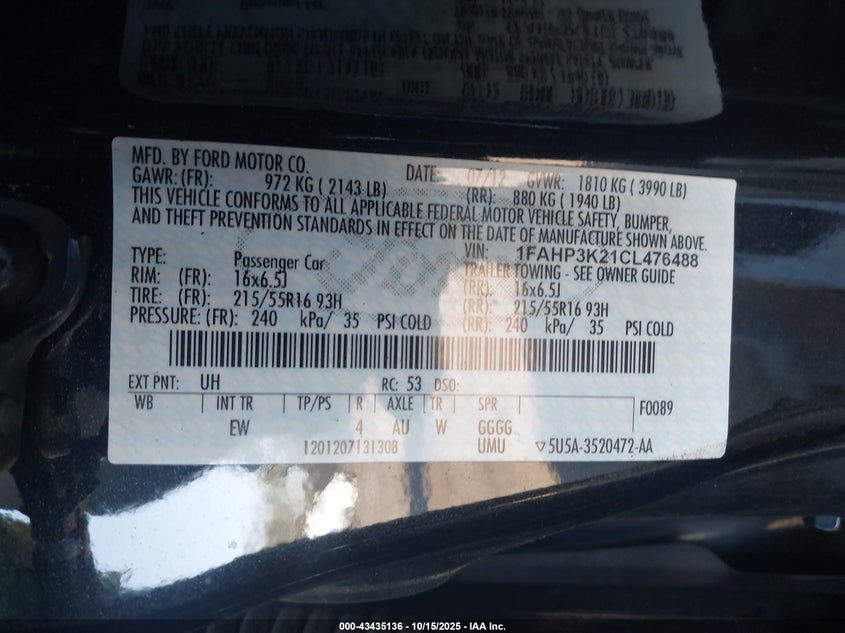 MFD. BY FORD MOTOR CO. DATE: 07/12 GVWR: 1810 KG ( 3990 LB)
GAWR:(FR): 972 KG ( 2143 LB) (RR): 880 KG ( 1940 LB)
THIS VEHICLE CONFORMS TO ALL APPLICABLE FEDERAL MOTOR VEHICLE SAFETY, BUMPER,
AND THEFT PREVENTION STANDARDS IN EFFECT ON THE DATE OF MANUFACTURE SHOWN ABOVE.
VIN: 1FAHP3K21CL476488
TYPE: Passenger Car TRAILER TOWING - SEE OWNER GUIDE
RIM: (FR): 16x6.5J (RR): 16x6.5J
TIRE: (FR): 215/55R16 93H (RR): 215/55R16 93H
PRESSURE: (FR): 240 kPa/ 35 PSI COLD (RR): 240 kPa/ 35 PSI COLD
EXT PNT: UH RC: 53 DSO:
WB INT TR TP/PS R AXLE TR SPR F0089
EW 4 AU W GGGG
1201207131308 UMU ▽5U5A-3520472-AA
000-43435136 - 10/15/2025 - IAA Inc.